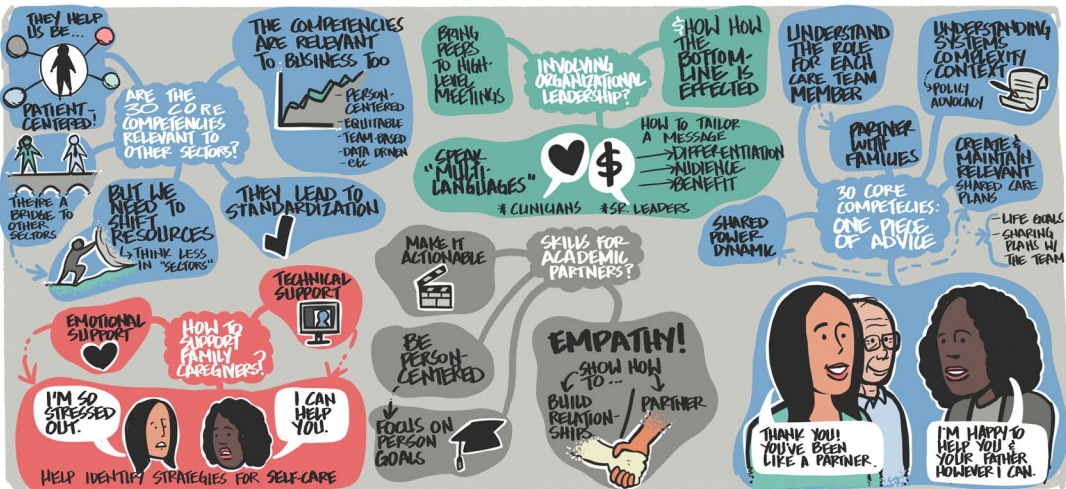 THEY HELP
US BE...
PATIENT-
CENTERED!
ARE THE
30 CORE
COMPETENCIES
RELEVANT TO
OTHER SECTORS?
THE COMPETENCIES
ARE RELEVANT
TO BUSINESS TOO
- PERSON-
CENTERED
- EQUITABLE
- TEAM-BASED
- DATA DRIVEN
- etc.
THEY'RE A
BRIDGE TO
OTHER
SECTORS
BUT WE
NEED TO
SHIFT
RESOURCES
THINK LESS
IN "SECTORS"
THEY LEAD TO
STANDARDIZATION
BRING
PEERS
TO HIGH-
LEVEL
MEETINGS
INVOLVING
ORGANIZATIONAL
LEADERSHIP?
$HOW HOW
THE
BOTTOM-
LINE IS
EFFECTED
"SPEAK
MULTI-
LANGUAGES"
$
* CLINICIANS
* SR. LEADERS
HOW TO TAILOR
A MESSAGE
DIFFERENTIATION
AUDIENCE
BENEFIT
UNDERSTAND
THE ROLE
FOR EACH
CARE TEAM
MEMBER
UNDERSTANDING
SYSTEMS
COMPLEXITY
CONTEXT
POLICY
ADVOCACY
PARTNER
WITH
FAMILIES
CREATE &
MAINTAIN
RELEVANT
SHARED CARE
PLANS
- LIFE GOALS
- SHARING
PLANS W/
THE TEAM
30 CORE
COMPETECIES:
ONE PIECE
OF ADVICE
SHARED
POWER
DYNAMIC
THANK YOU!
YOU'VE BEEN
LIKE A PARTNER.
I'M HAPPY TO
HELP YOU &
YOUR FATHER
HOWEVER I CAN.
MAKE IT
ACTIONABLE
SKILLS FOR
ACADEMIC
PARTNERS?
BE
PERSON-
CENTERED
FOCUS ON
PERSON
GOALS
EMPATHY!
SHOW HOW
TO ...
BUILD
RELATION-
SHIPS
PARTNER
EMOTIONAL
SUPPORT
HOW TO
SUPPORT
FAMILY
CAREGIVERS?
TECHNICAL
SUPPORT
I'M SO
STRESSED
OUT.
I CAN
HELP
YOU.
HELP IDENTIFY STRATEGIES FOR SELF-CARE